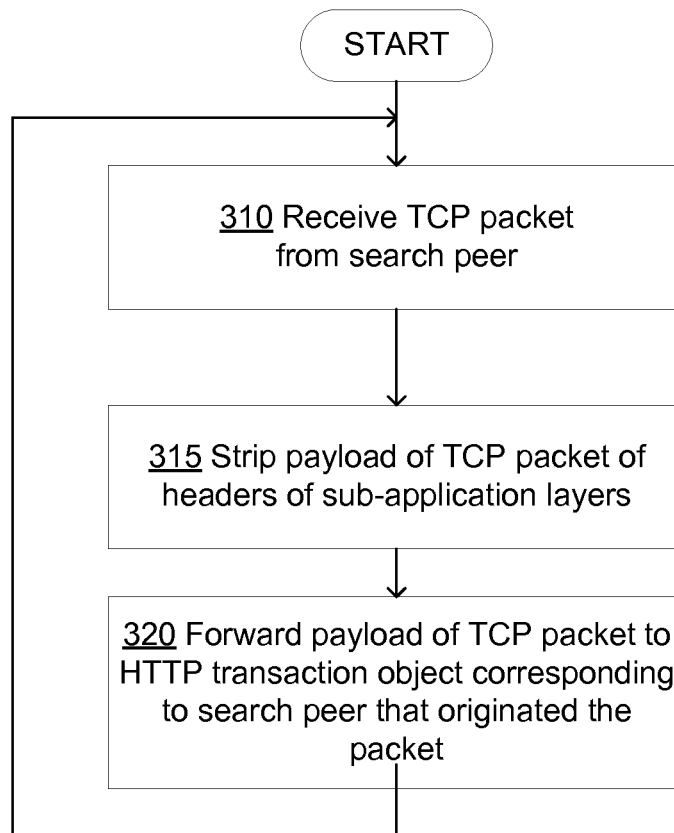 START
310 Receive TCP packet
from search peer
315 Strip payload of TCP packet of
headers of sub-application layers
320 Forward payload of TCP packet to
HTTP transaction object corresponding
to search peer that originated the
packet